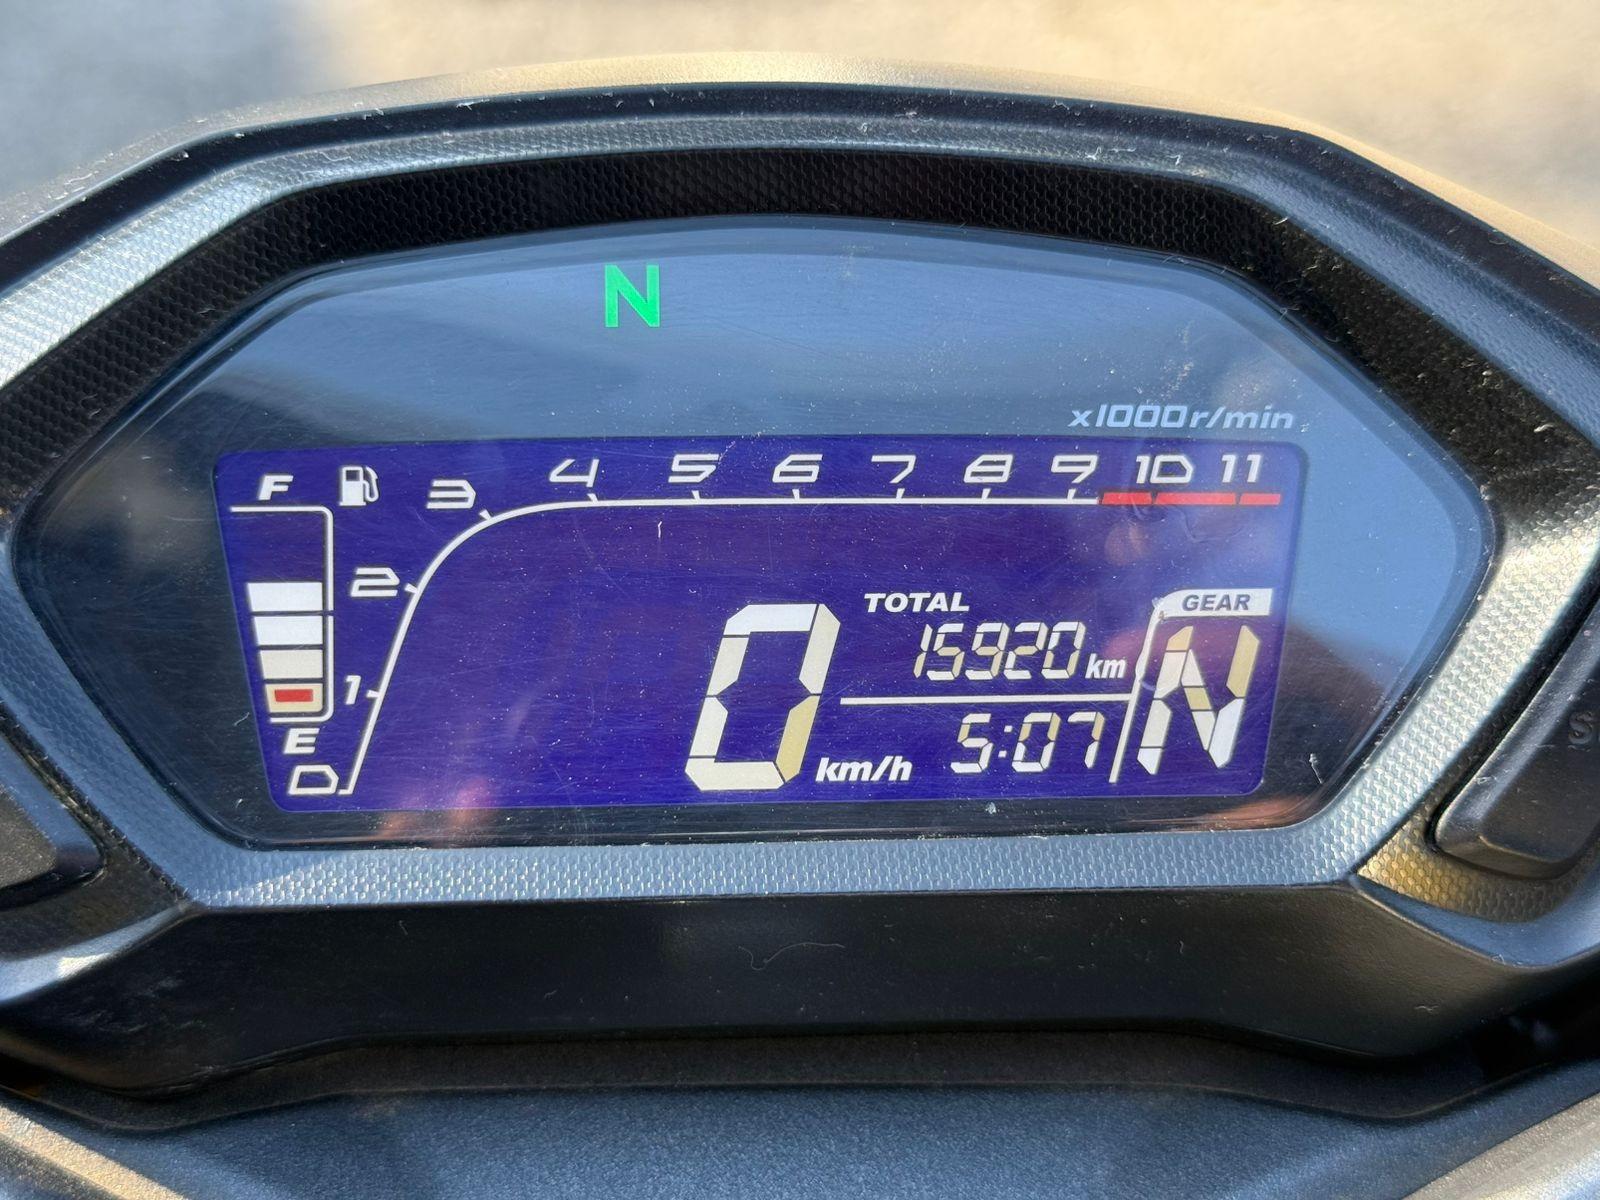 N
x1000r/min
F 3 4 5 6 7 8 9 10 11
2
TOTAL
GEAR
15920 km
1
N
E
0 km/h
5:07
0
S